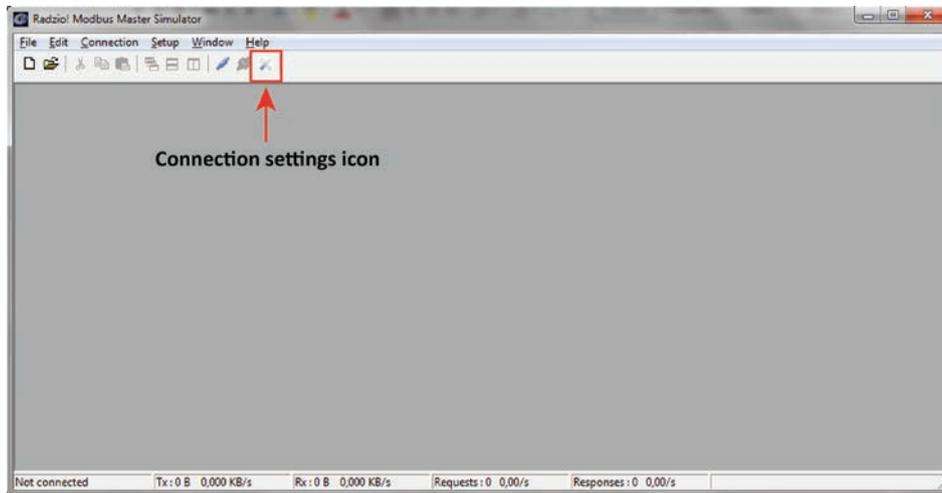 Radzio! Modbus Master Simulator
File Edit Connection Setup Window Help
Connection settings icon
Not connected Tx : 0 B 0,000 KB/s Rx : 0 B 0,000 KB/s Requests : 0 0,00/s Responses : 0 0,00/s